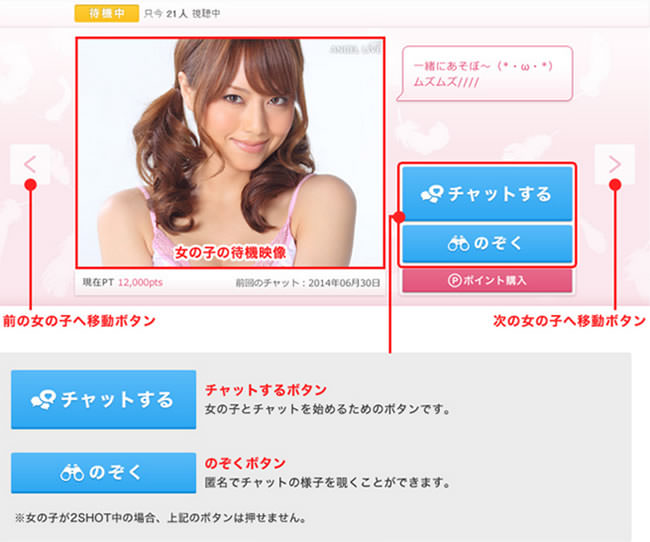 待機中 只今 21人 視聴中
ANGEL LIVE
一緒にあそぼ〜（*・ω・*）
ムズムズ////
チャットする
のぞく
女の子の待機映像
現在PT 12,000pts 前回のチャット：2014年06月30日
ポイント購入
前の女の子へ移動ボタン
次の女の子へ移動ボタン
チャットする
チャットするボタン
女の子とチャットを始めるためのボタンです。
のぞく
のぞくボタン
匿名でチャットの様子を覗くことができます。
※女の子が2SHOT中の場合、上記のボタンは押せません。